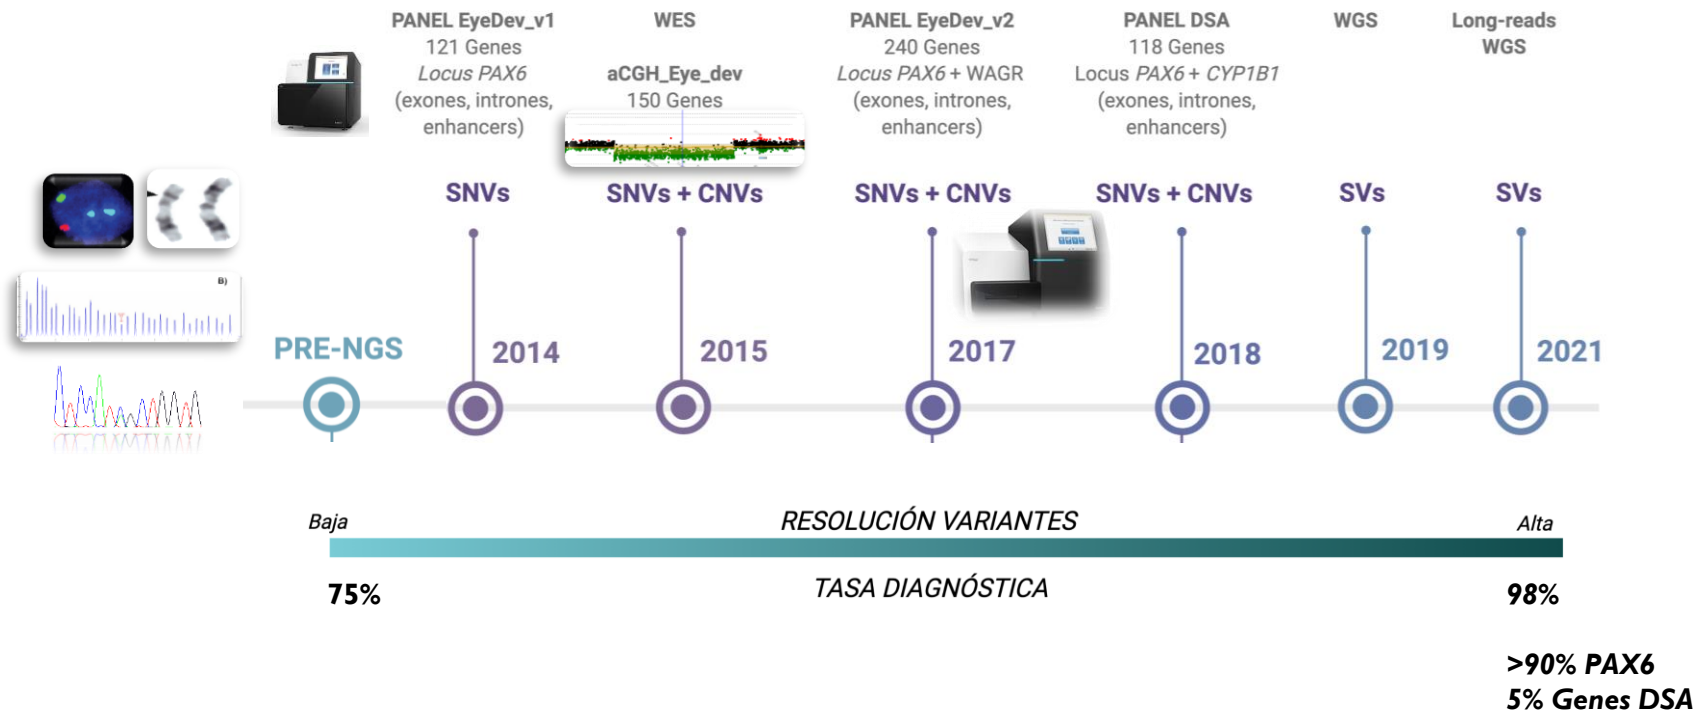 PANEL EyeDev_v1
121 Genes
Locus PAX6
(exones, intrones,
enhancers)
WES
aCGH_Eye_dev
150 Genes
PANEL EyeDev_v2
240 Genes
Locus PAX6 + WAGR
(exones, intrones,
enhancers)
PANEL DSA
118 Genes
Locus PAX6 + CYP1B1
(exones, intrones,
enhancers)
WGS
Long-reads
WGS
SNVs
SNVs + CNVs
SNVs + CNVs
SNVs + CNVs
SVs
SVs
B)
PRE-NGS
2014
2015
2017
2018
2019
2021
Baja
RESOLUCIÓN VARIANTES
Alta
75%
TASA DIAGNÓSTICA
98%
>90% PAX6
5% Genes DSA